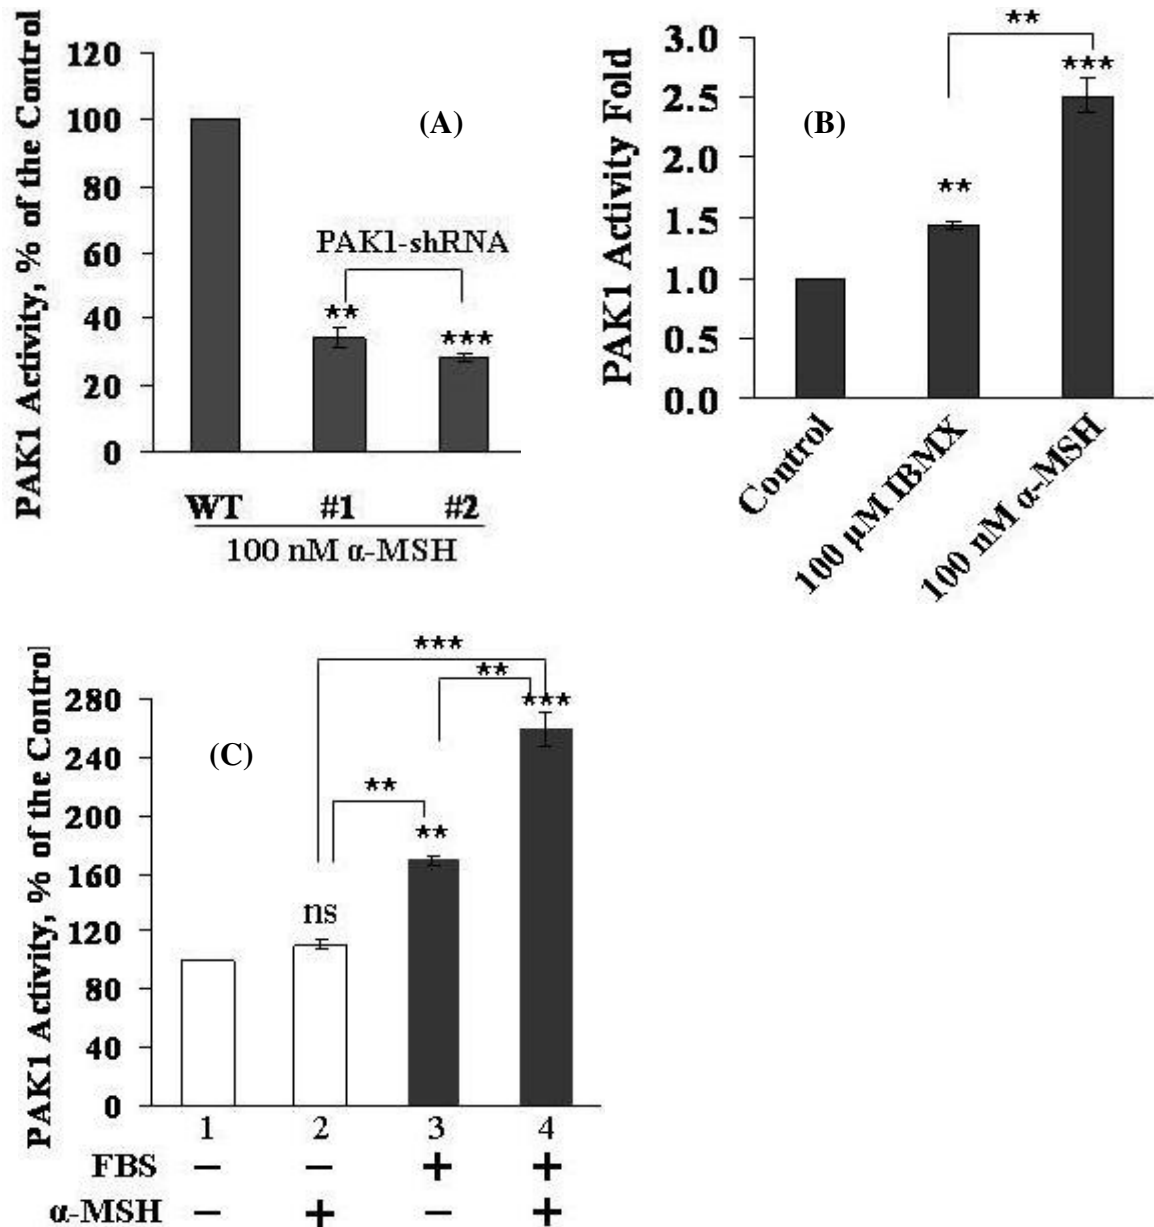 PAK1 Activity, % of the Control
120
100
80
60
40
20
0
(A)
PAK1-shRNA
**
***
WT #1 #2
100 nM α-MSH
PAK1 Activity Fold
3.0
2.5
2.0
1.5
1.0
0.5
0.0
(B)
**
***
**
Control
100 µM IBMX
100 nM α-MSH
PAK1 Activity, % of the Control
280
240
200
160
120
80
40
0
(C)
***
**
***
**
**
ns
1 2 3 4
FBS − − + +
α-MSH − + − +